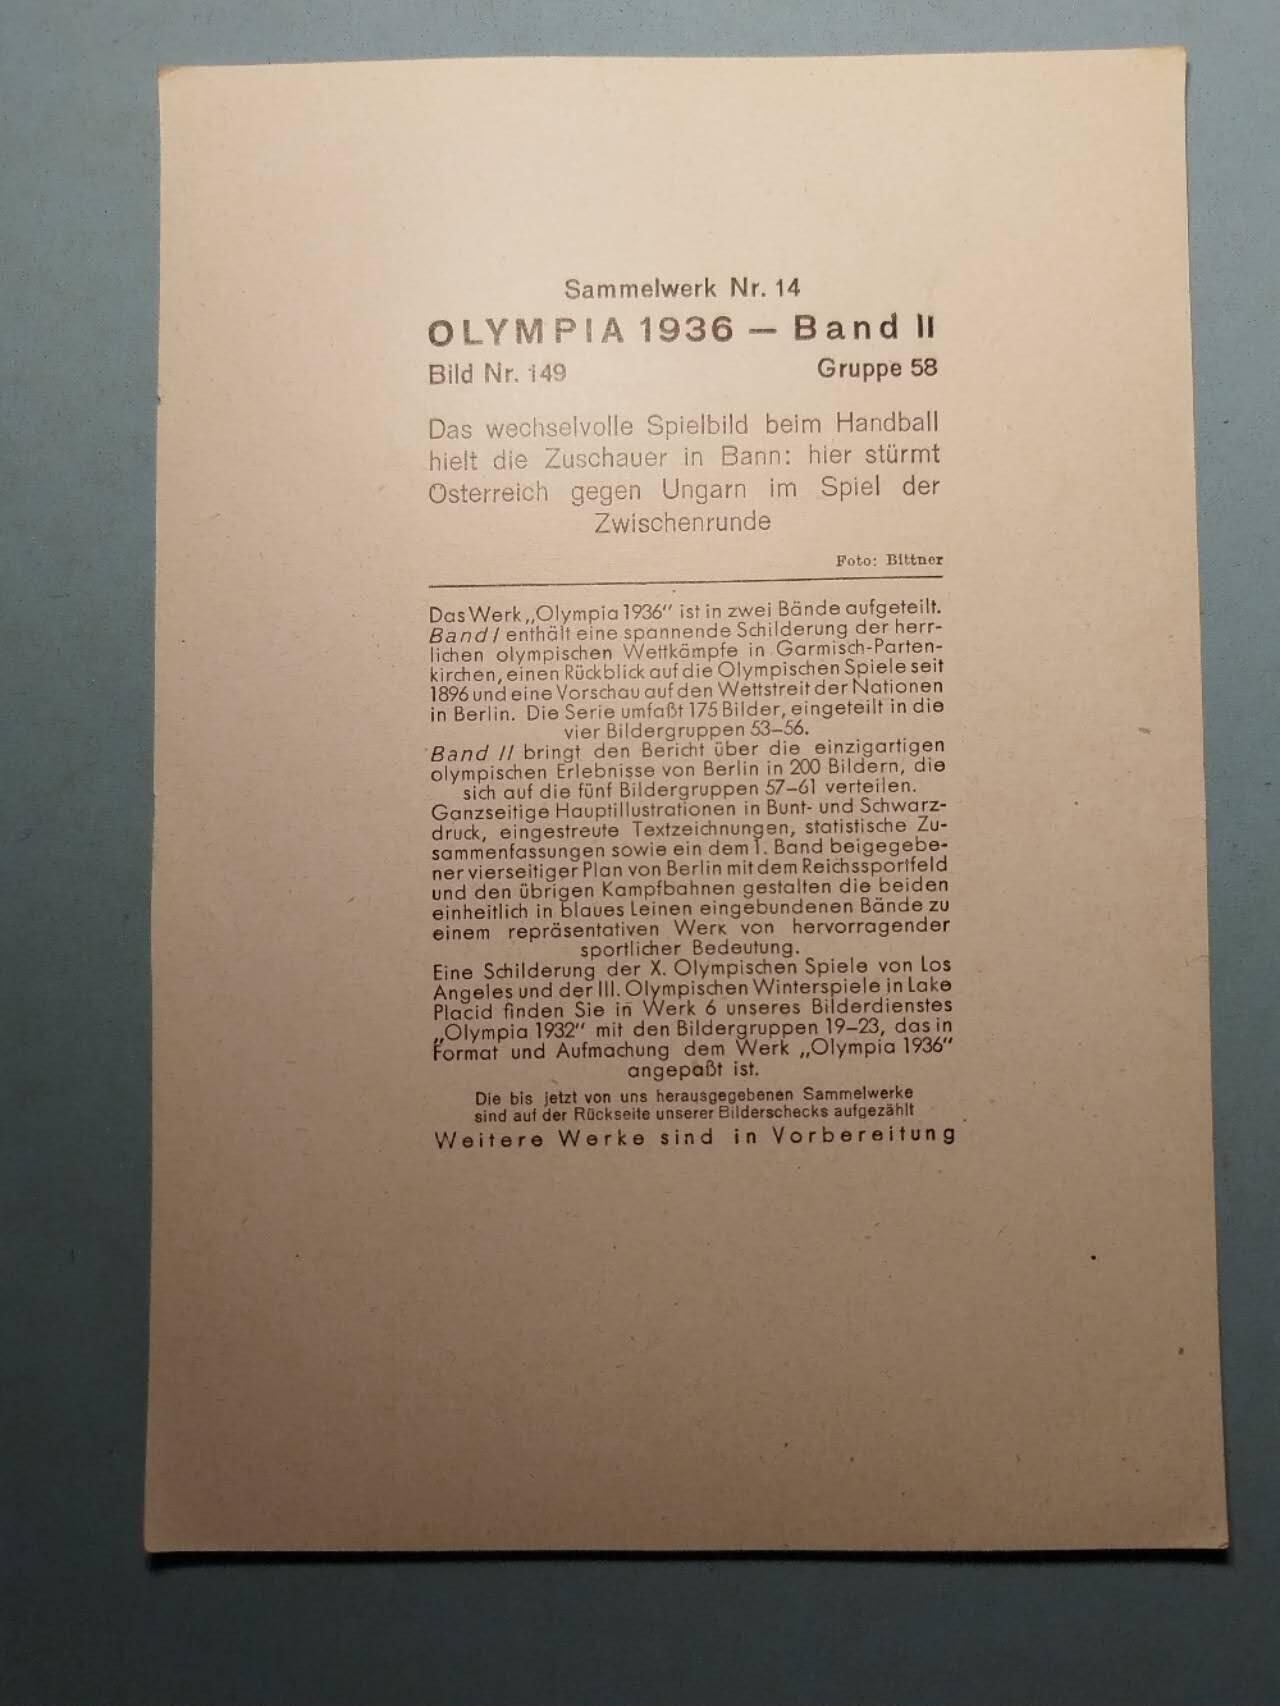 Sammelwerk Nr. 14
OLYMPIA 1936 — Band II
Bild Nr. 149 Gruppe 58
Das wechselvolle Spielbild beim Handball
hielt die Zuschauer in Bann: hier stürmt
Österreich gegen Ungarn im Spiel der
Zwischenrunde
Foto: Bittner
Das Werk „Olympia 1936“ ist in zwei Bände aufgeteilt.
Band I enthält eine spannende Schilderung der herr-
lichen olympischen Wettkämpfe in Garmisch-Parten-
kirchen, einen Rückblick auf die Olympischen Spiele seit
1896 und eine Vorschau auf den Wettstreit der Nationen
in Berlin. Die Serie umfaßt 175 Bilder, eingeteilt in die
vier Bildergruppen 53–56.
Band II bringt den Bericht über die einzigartigen
olympischen Erlebnisse von Berlin in 200 Bildern, die
sich auf die fünf Bildergruppen 57–61 verteilen.
Ganzseitige Hauptillustrationen in Bunt- und Schwarz-
druck, eingestreute Textzeichnungen, statistische Zu-
sammenfassungen sowie ein dem 1. Band beigegebe-
ner vierseitiger Plan von Berlin mit dem Reichssportfeld
und den übrigen Kampfbahnen gestalten die beiden
einheitlich in blaues Leinen eingebundenen Bände zu
einem repräsentativen Werk von hervorragender
sportlicher Bedeutung.
Eine Schilderung der X. Olympischen Spiele von Los
Angeles und der III. Olympischen Winterspiele in Lake
Placid finden Sie in Werk 6 unseres Bilderdienstes
„Olympia 1932“ mit den Bildergruppen 19–23, das in
Format und Aufmachung dem Werk „Olympia 1936“
angepaßt ist.
Die bis jetzt von uns herausgegebenen Sammelwerke
sind auf der Rückseite unserer Bilderschecks aufgezählt
Weitere Werke sind in Vorbereitung